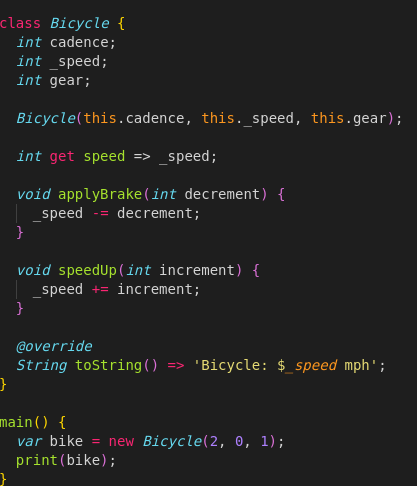 class Bicycle {
  int cadence;
  int _speed;
  int gear;

  Bicycle(this.cadence, this._speed, this.gear);

  int get speed => _speed;

  void applyBrake(int decrement) {
    _speed -= decrement;
  }

  void speedUp(int increment) {
    _speed += increment;
  }

  @override
  String toString() => 'Bicycle: $_speed mph';
}

main() {
  var bike = new Bicycle(2, 0, 1);
  print(bike);
}